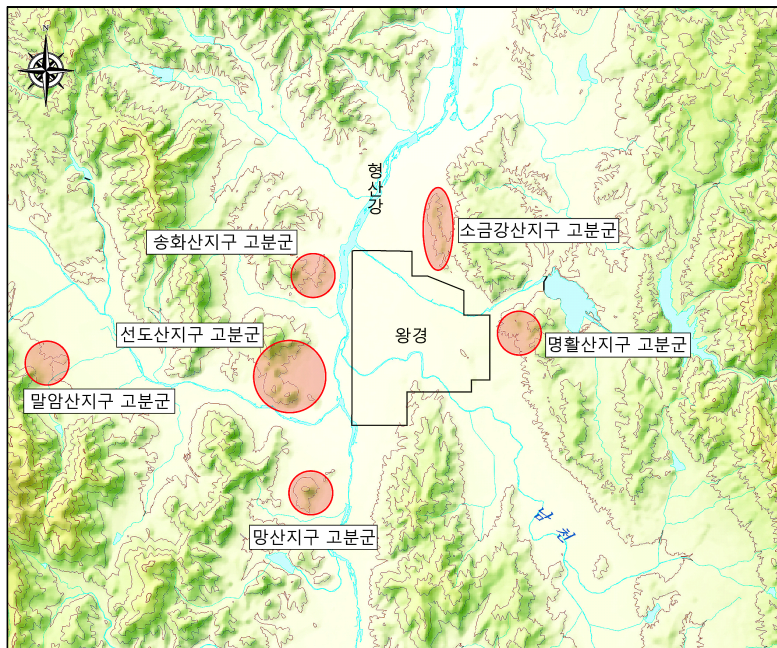 N
형산강
소금강산지구 고분군
송화산지구 고분군
선도산지구 고분군
왕경
명활산지구 고분군
말암산지구 고분군
망산지구 고분군
남천